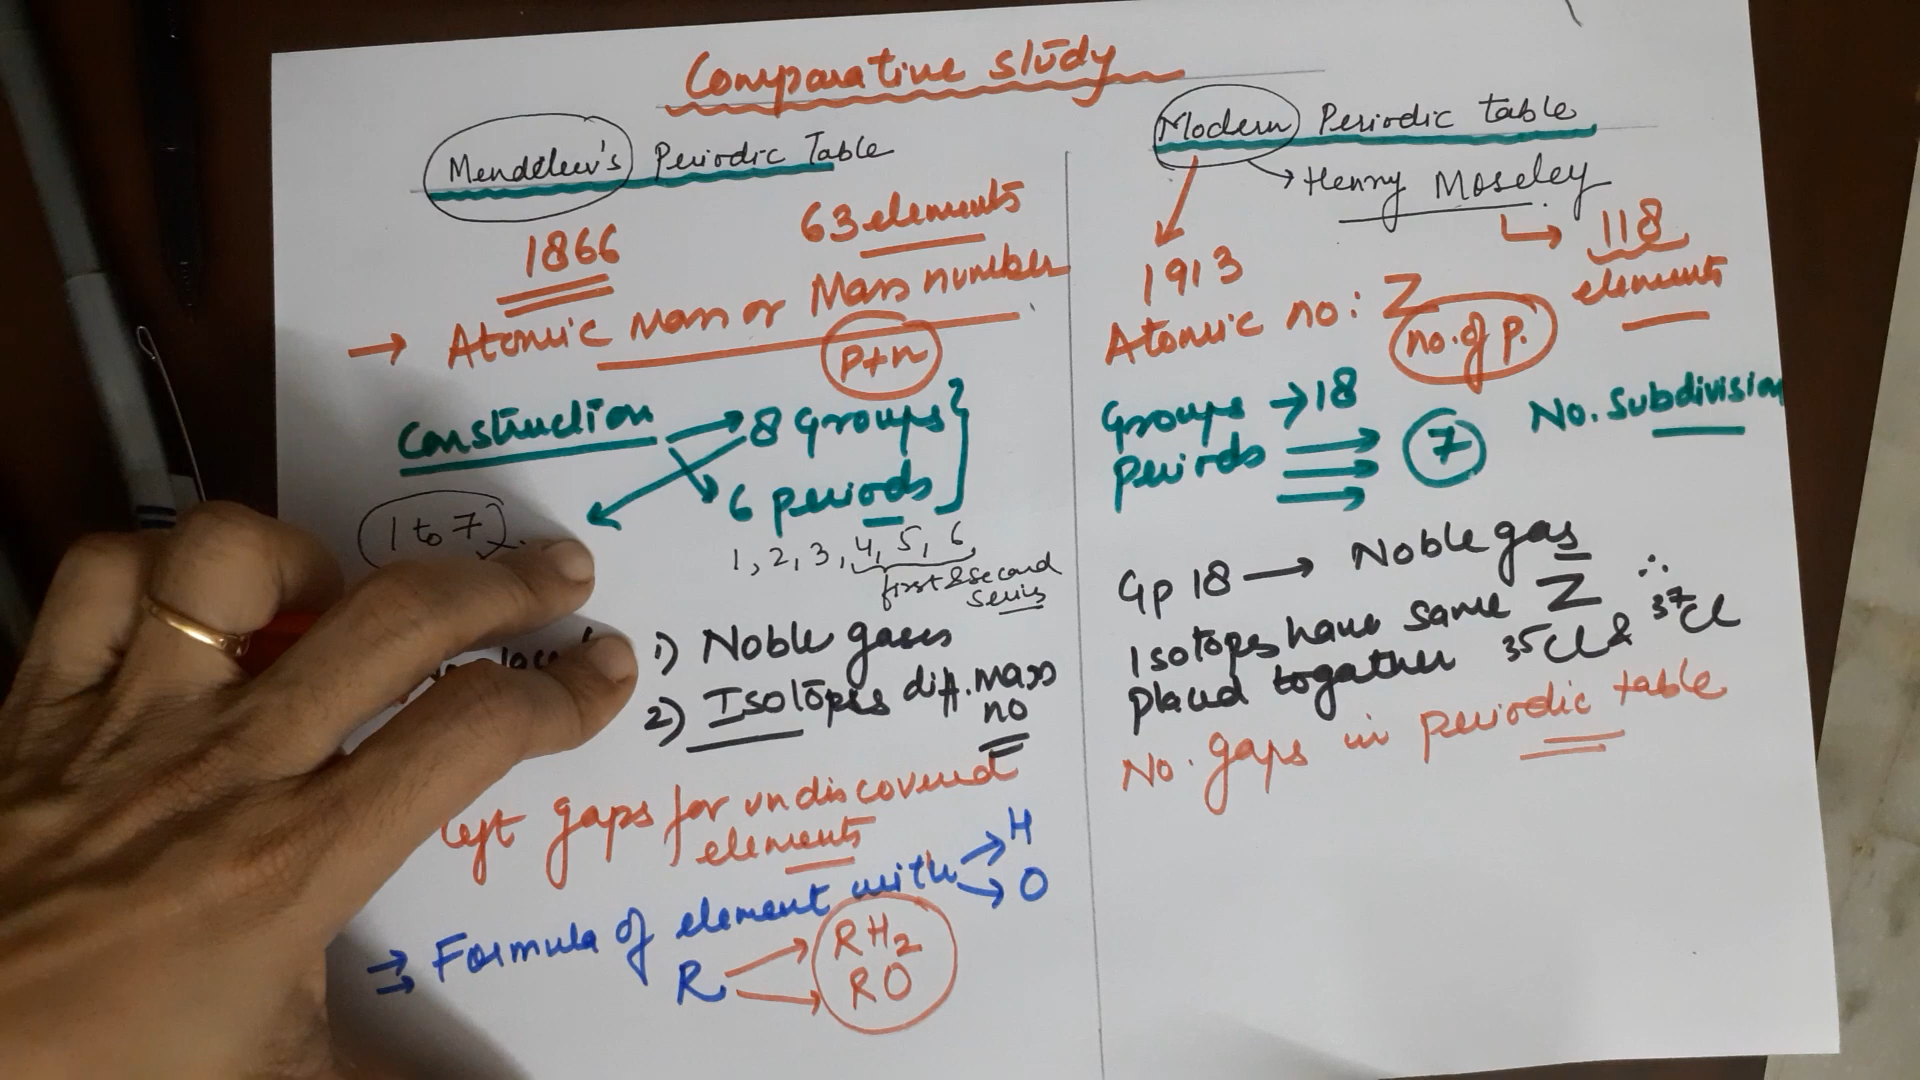 Comparative study
Mendeleev's Periodic Table
1866
63 elements
→ Atomic Mass or Mass number
p+n
Construction → 8 groups
6 periods
1 to 7
1, 2, 3, 4, 5, 6
first & second
series
1) Noble gases
2) Isotopes diff. mass
no
left gaps for undiscovered
elements
⇒ Formula of element with → H
→ O
R → RH₂
RO
Modern Periodic table
→ Henry Moseley
↳ 118
elements
1913
Atomic no: Z
no. of p.
Groups → 18
periods → 7
No. Subdivision
Gp 18 → Noble gas
Isotopes have same Z ∴
placed togather ³⁵Cl & ³⁷Cl
No. gaps in periodic table